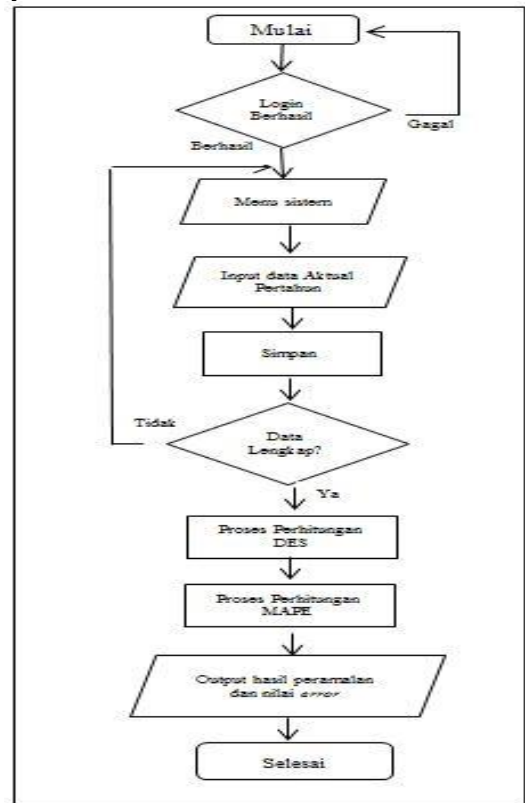 Mulai
Login
Berhasil
Gagal
Berhasil
Menu sistem
Input data Aktual
Pertahun
Simpan
Tidak
Data
Lengkap?
Ya
Proses Perhitungan
DES
Proses Perhitungan
MAPE
Output hasil peramalan
dan nilai error
Selesai